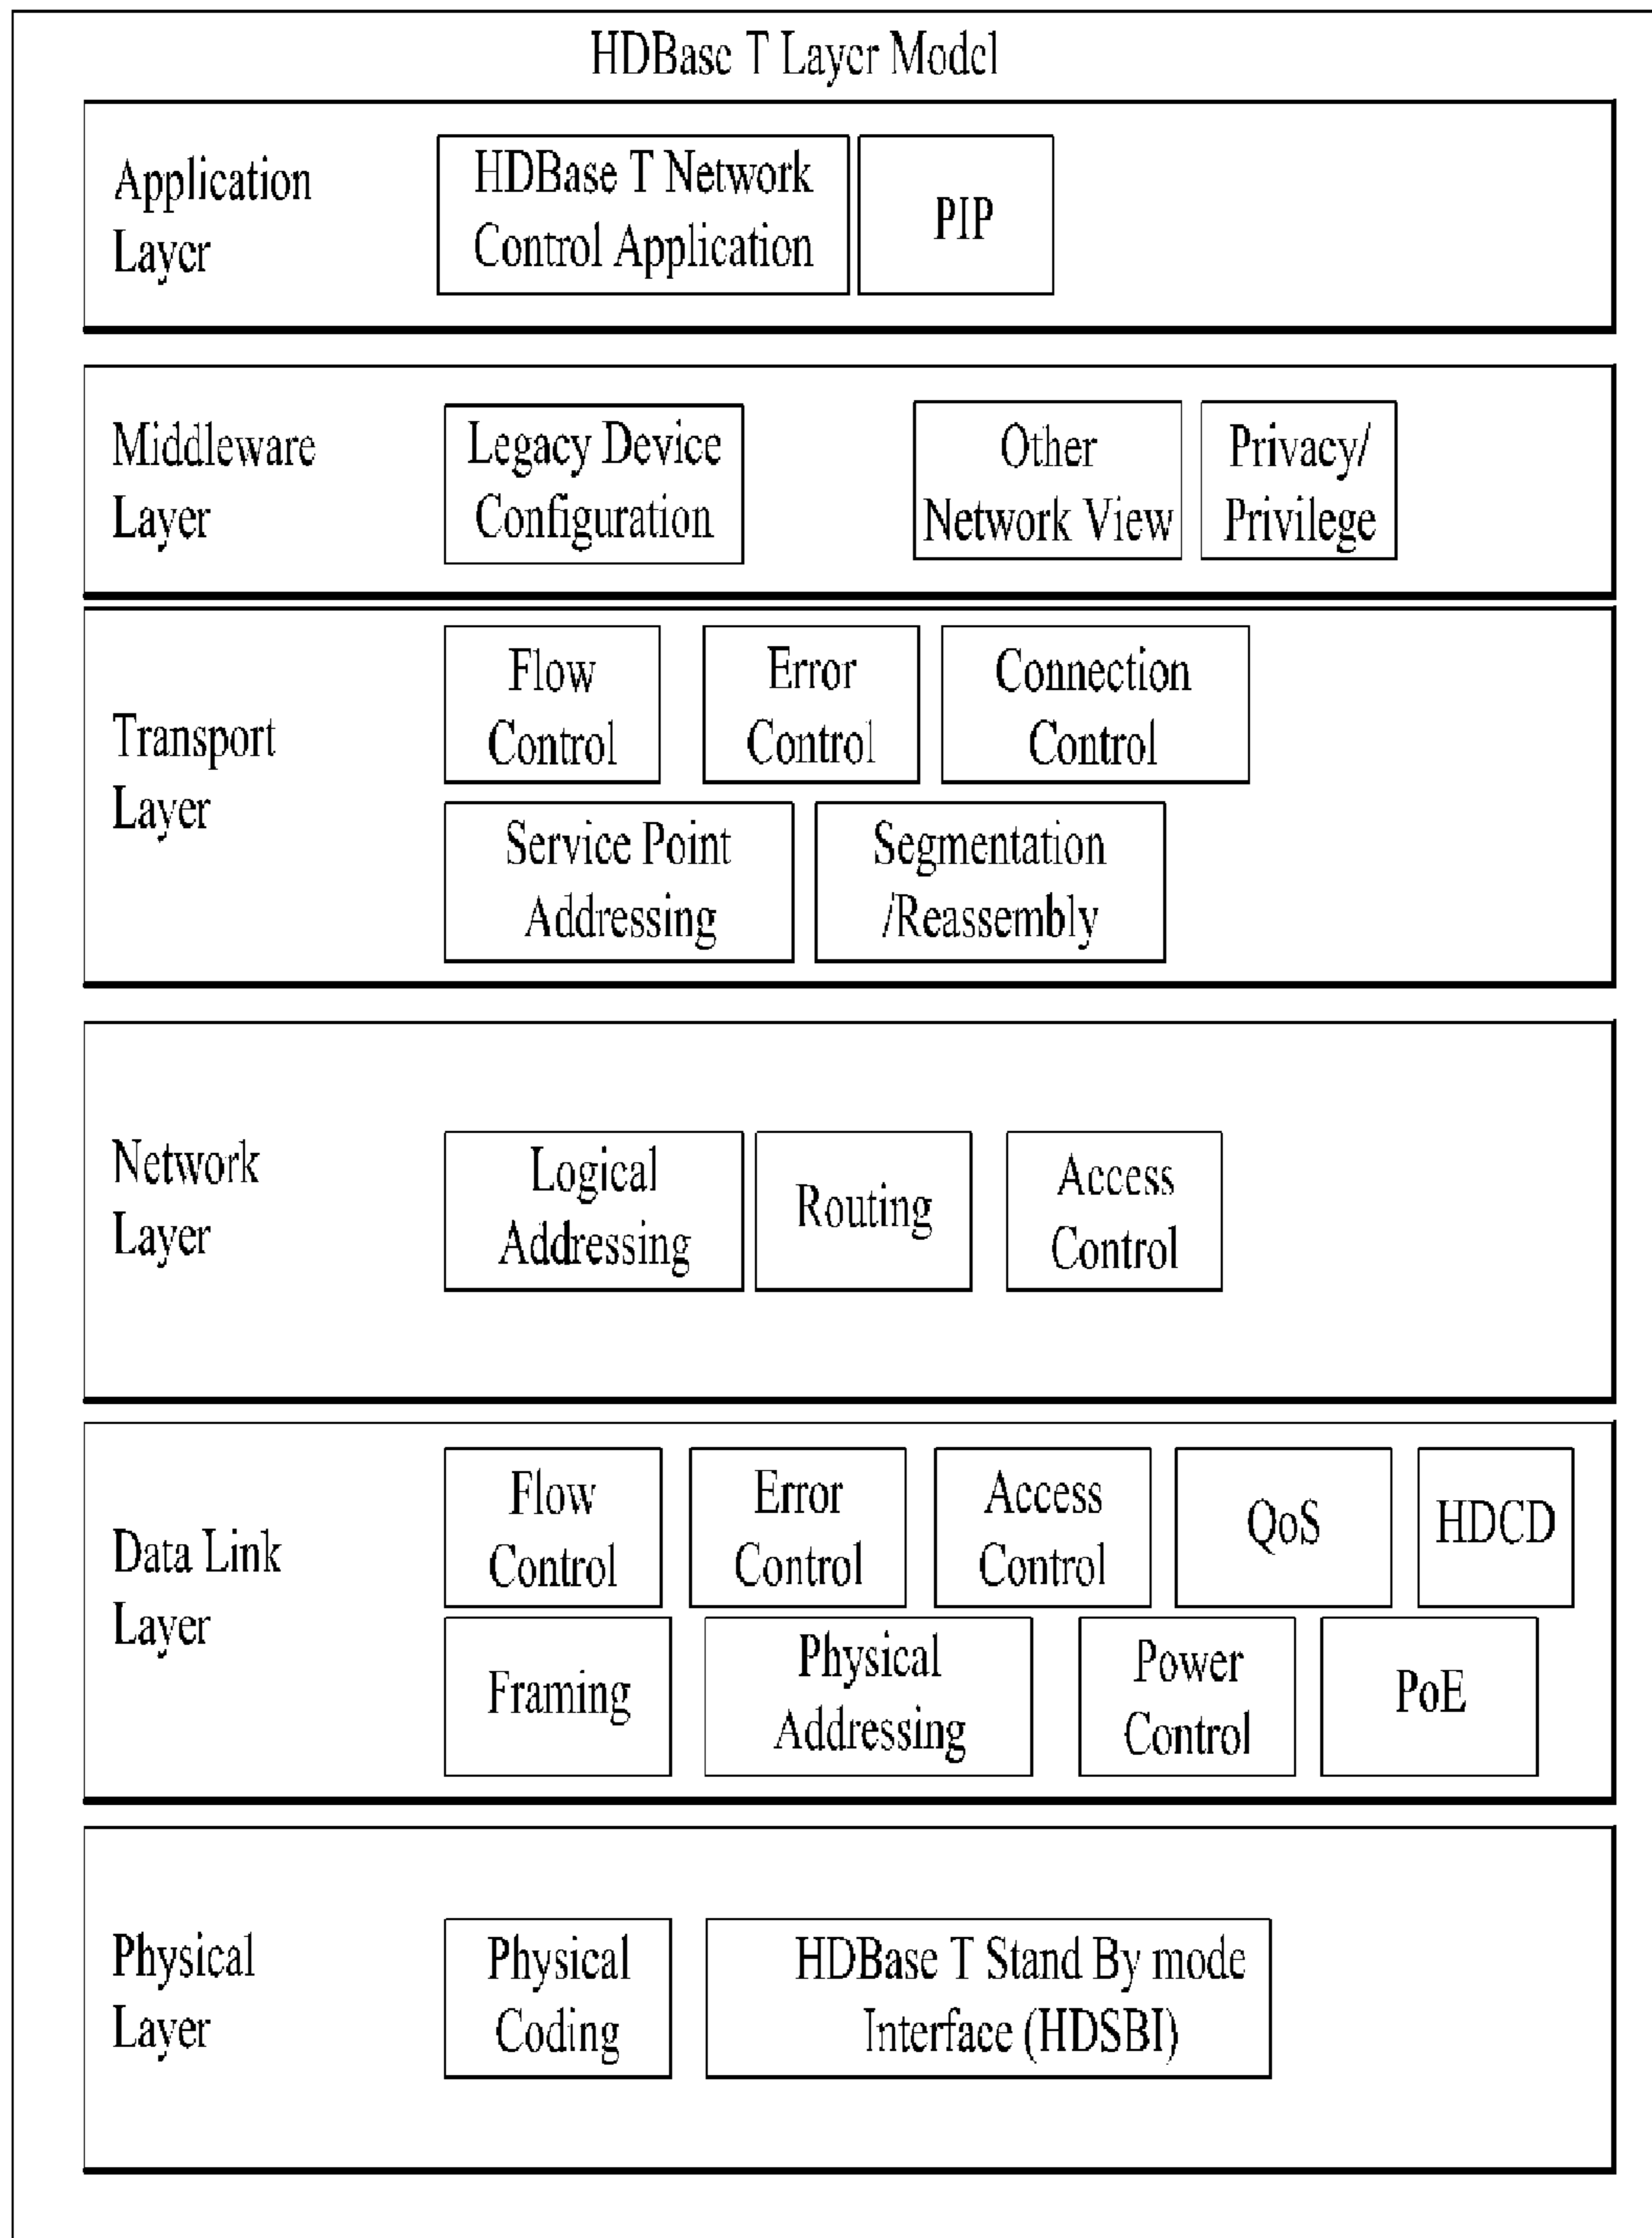 HDBase T Layer Model
Application
Layer
HDBase T Network
Control Application
PIP
Middleware
Layer
Legacy Device
Configuration
Other
Network View
Privacy/
Privilege
Transport
Layer
Flow
Control
Error
Control
Connection
Control
Service Point
Addressing
Segmentation
/Reassembly
Network
Layer
Logical
Addressing
Routing
Access
Control
Data Link
Layer
Flow
Control
Error
Control
Access
Control
QoS
HDCD
Framing
Physical
Addressing
Power
Control
PoE
Physical
Layer
Physical
Coding
HDBase T Stand By mode
Interface (HDSBI)